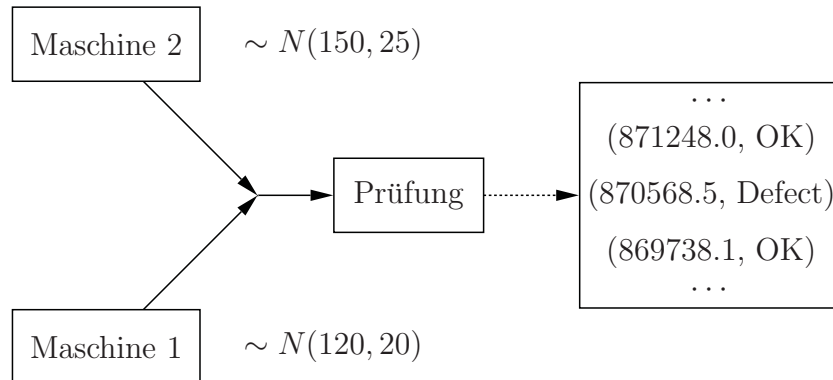 Maschine 2 ∼ N(150, 25)
...
(871248.0, OK)
Prüfung
(870568.5, Defect)
(869738.1, OK)
...
Maschine 1 ∼ N(120, 20)